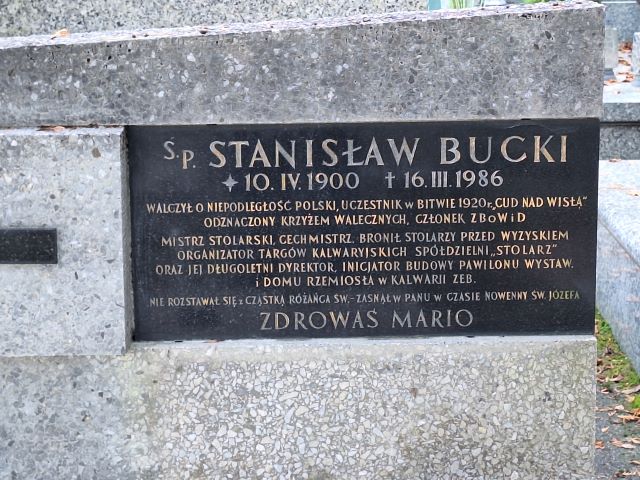 Ś.P. STANISŁAW BUCKI
✦ 10.IV.1900 † 16.III.1986
WALCZYŁ O NIEPODLEGŁOŚĆ POLSKI, UCZESTNIK W BITWIE 1920 r. „CUD NAD WISŁĄ”
ODZNACZONY KRZYŻEM WALECZNYCH, CZŁONEK ZBOWiD
MISTRZ STOLARSKI, CECHMISTRZ. BRONIŁ STOLARZY PRZED WYZYSKIEM
ORGANIZATOR TARGÓW KALWARYJSKICH SPÓŁDZIELNI „STOLARZ”
ORAZ JEJ DŁUGOLETNI DYREKTOR. INICJATOR BUDOWY PAWILONU WYSTAW.
I DOMU RZEMIOSŁA W KALWARII ZEB.
NIE ROZSTAWAŁ SIĘ Z CZĄSTKĄ RÓŻAŃCA ŚW. – ZASNĄŁ W PANU W CZASIE NOWENNY ŚW. JÓZEFA
ZDROWAŚ MARIO